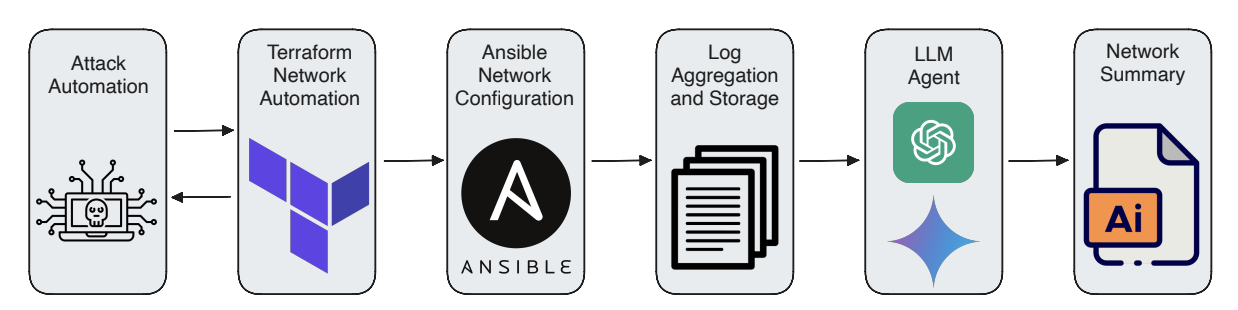 Attack
Automation
Terraform
Network
Automation
Ansible
Network
Configuration
ANSIBLE
Log
Aggregation
and Storage
LLM
Agent
Network
Summary
Ai